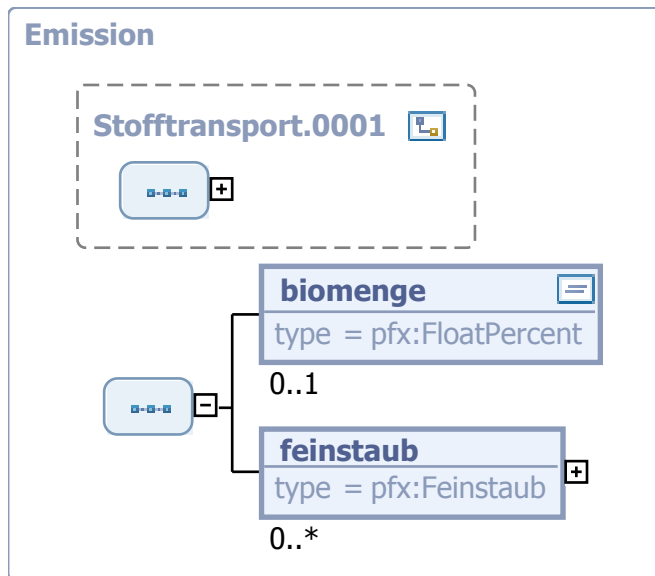 Emission
Stofftransport.0001
biomenge
type = pfx:FloatPercent
0..1
feinstaub
type = pfx:Feinstaub
0..*